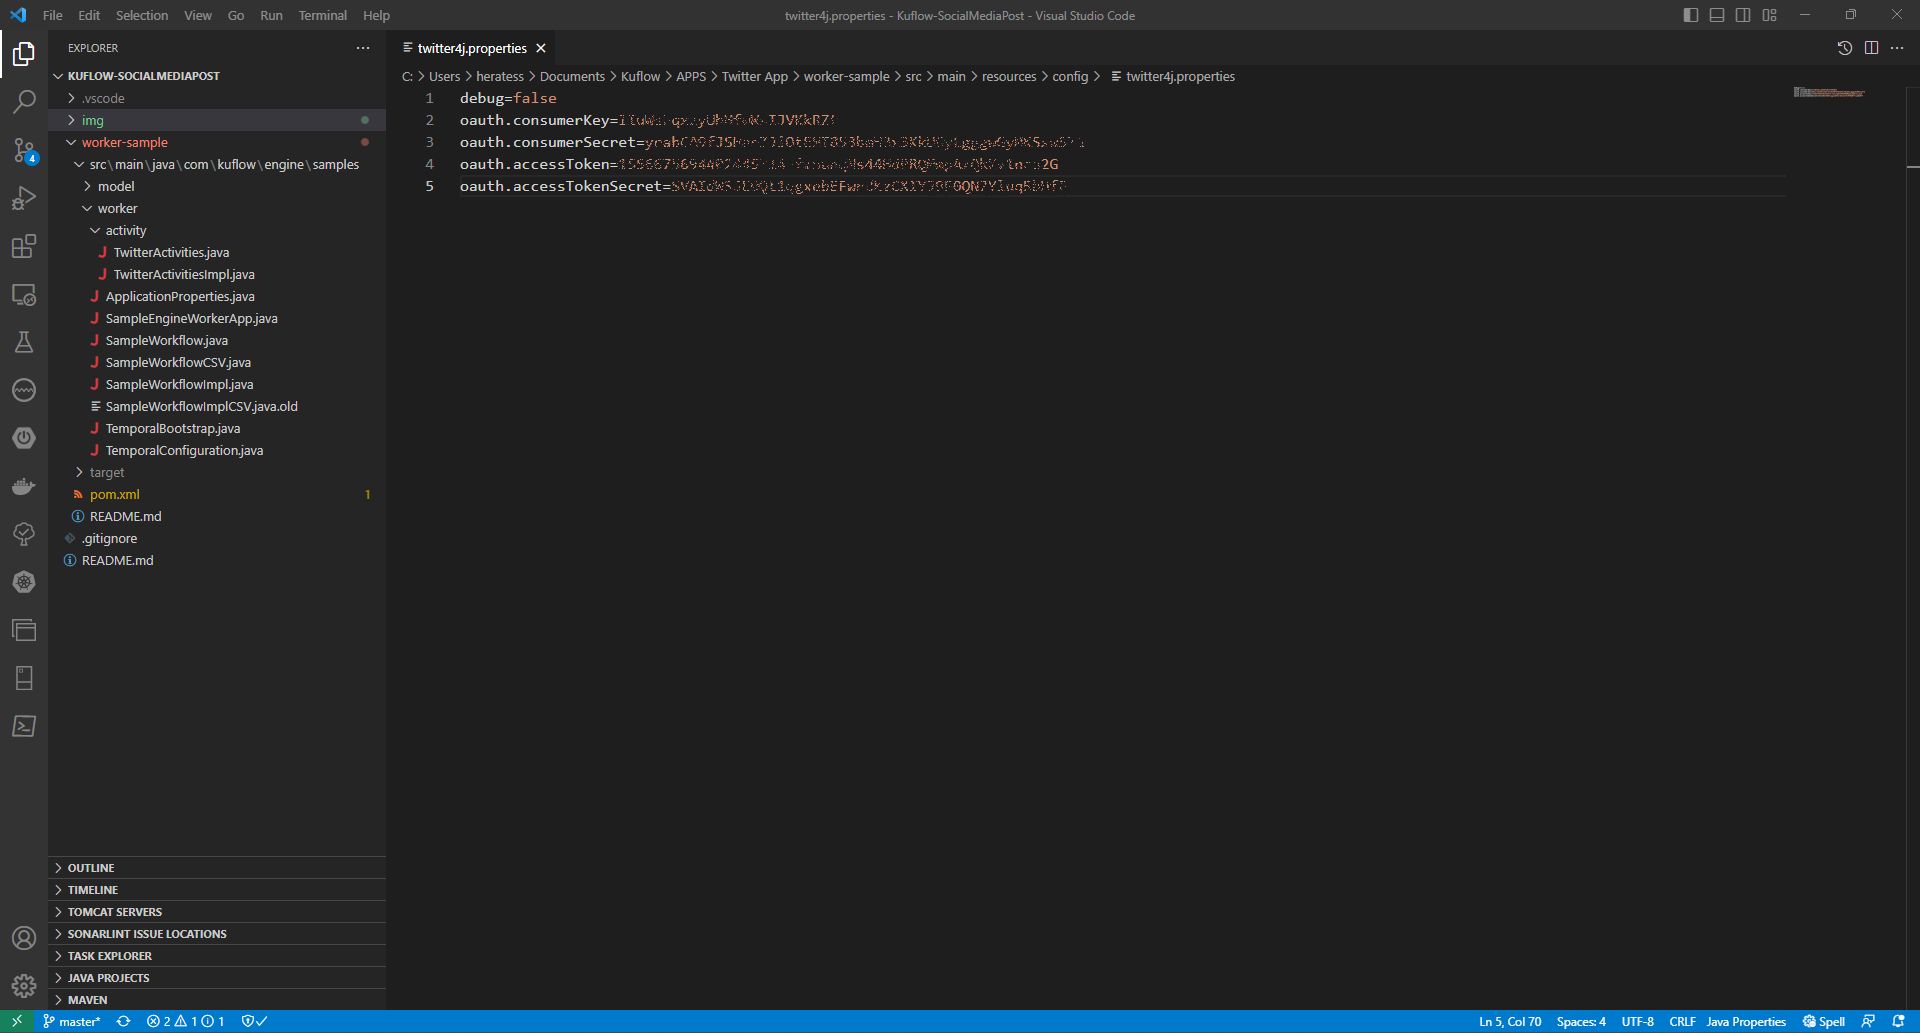 File Edit Selection View Go Run Terminal Help
twitter4j.properties - Kuflow-SocialMediaPost - Visual Studio Code
EXPLORER
KUFLOW-SOCIALMEDIAPOST
.vscode
img
worker-sample
src\main\java\com\kuflow\engine\samples
model
worker
activity
TwitterActivities.java
TwitterActivitiesImpl.java
ApplicationProperties.java
SampleEngineWorkerApp.java
SampleWorkflow.java
SampleWorkflowCSV.java
SampleWorkflowImpl.java
SampleWorkflowImplCSV.java.old
TemporalBootstrap.java
TemporalConfiguration.java
target
pom.xml 1
README.md
.gitignore
README.md
4
OUTLINE
TIMELINE
TOMCAT SERVERS
SONARLINT ISSUE LOCATIONS
TASK EXPLORER
JAVA PROJECTS
MAVEN
twitter4j.properties
C: > Users > heratess > Documents > Kuflow > APPS > Twitter App > worker-sample > src > main > resources > config > twitter4j.properties
1 debug=false
2 oauth.consumerKey=
3 oauth.consumerSecret=
4 oauth.accessToken=
5 oauth.accessTokenSecret=
master* 2 1 1 Ln 5, Col 70 Spaces: 4 UTF-8 CRLF Java Properties Spell